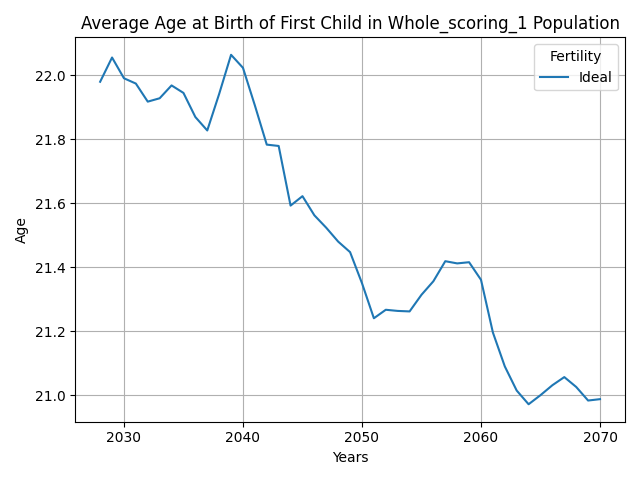 Average Age at Birth of First Child in Whole_scoring_1 Population
Fertility
Ideal
22.0
21.8
21.6
21.4
21.2
21.0
Age
2030
2040
2050
2060
2070
Years